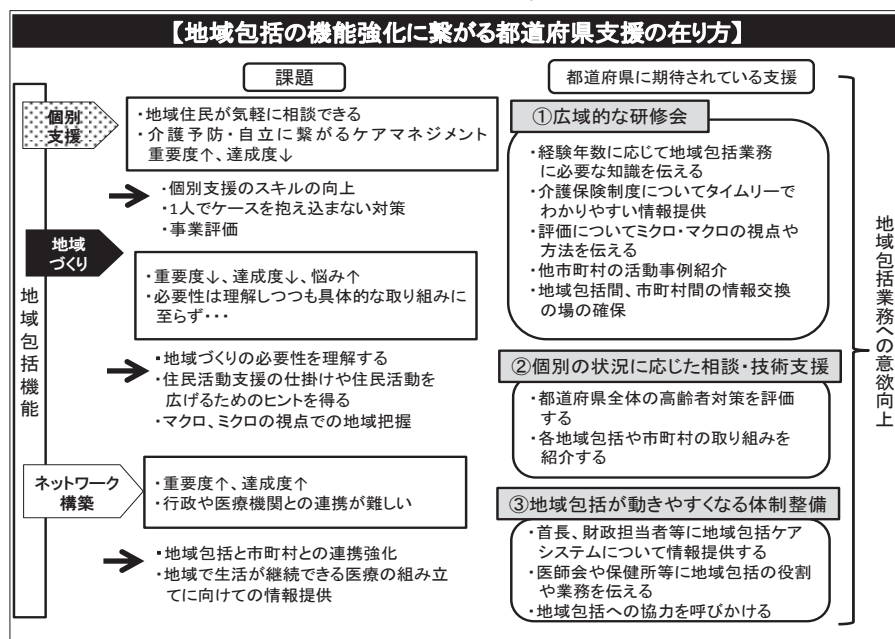 【地域包括の機能強化に繋がる都道府県支援の在り方】
課題
都道府県に期待されている支援
地域包括機能
個別
支援
・地域住民が気軽に相談できる
・介護予防・自立に繋がるケアマネジメント
重要度↑、達成度↓
・個別支援のスキルの向上
・1人でケースを抱え込まない対策
・事業評価
地域
づくり
・重要度↓、達成度↓、悩み↑
・必要性は理解しつつも具体的な取り組みに
至らず・・・
・地域づくりの必要性を理解する
・住民活動支援の仕掛けや住民活動を
広げるためのヒントを得る
・マクロ、ミクロの視点での地域把握
ネットワーク
構築
・重要度↑、達成度↑
・行政や医療機関との連携が難しい
・地域包括と市町村との連携強化
・地域で生活が継続できる医療の組み立
てに向けての情報提供
①広域的な研修会
・経験年数に応じて地域包括業務
に必要な知識を伝える
・介護保険制度についてタイムリーで
わかりやすい情報提供
・評価についてミクロ・マクロの視点や
方法を伝える
・他市町村の活動事例紹介
・地域包括間、市町村間の情報交換
の場の確保
②個別の状況に応じた相談・技術支援
・都道府県全体の高齢者対策を評価
する
・各地域包括や市町村の取り組みを
紹介する
③地域包括が動きやすくなる体制整備
・首長、財政担当者等に地域包括ケア
システムについて情報提供する
・医師会や保健所等に地域包括の役割
や業務を伝える
・地域包括への協力を呼びかける
地域包括業務への意欲向上